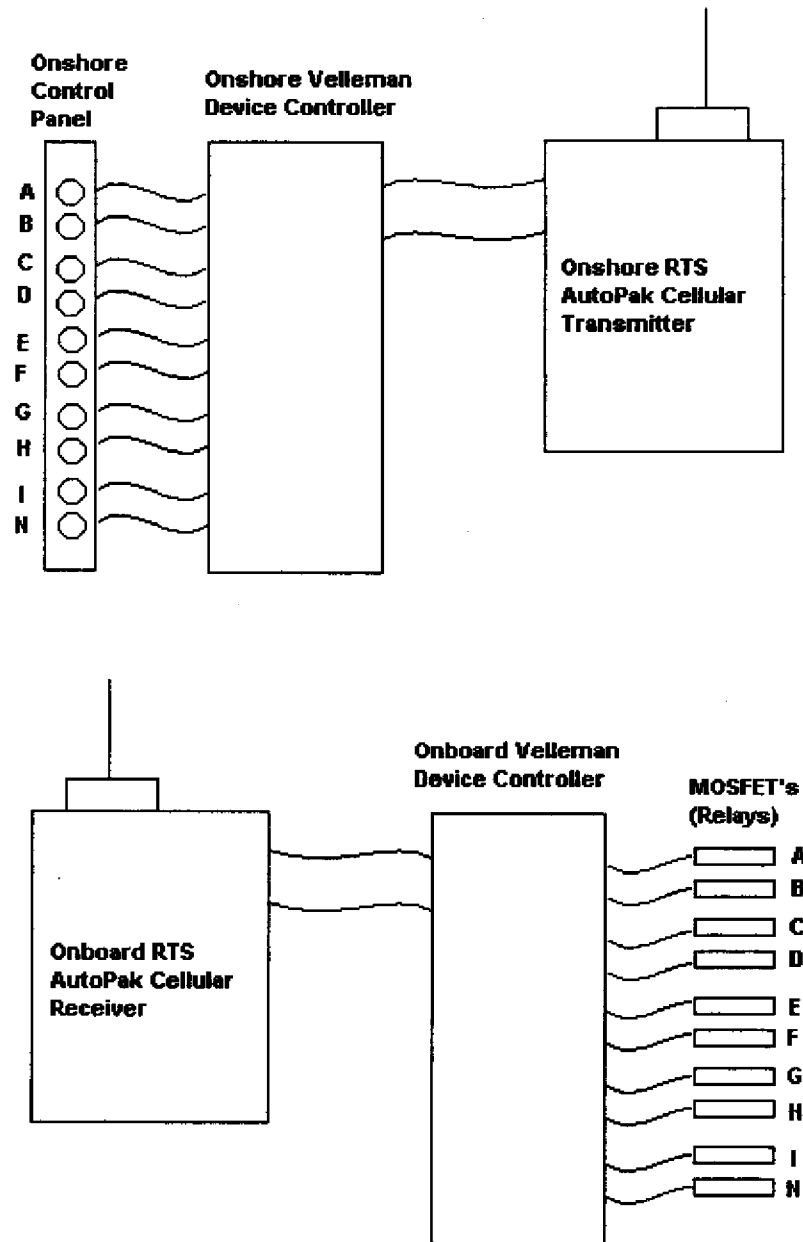 Onshore
Control
Panel
Onshore Velleman
Device Controller
A
B
C
D
E
F
G
H
I
N
Onshore RTS
AutoPak Cellular
Transmitter
Onboard Velleman
Device Controller
MOSFET's
(Relays)
Onboard RTS
AutoPak Cellular
Receiver
A
B
C
D
E
F
G
H
I
N